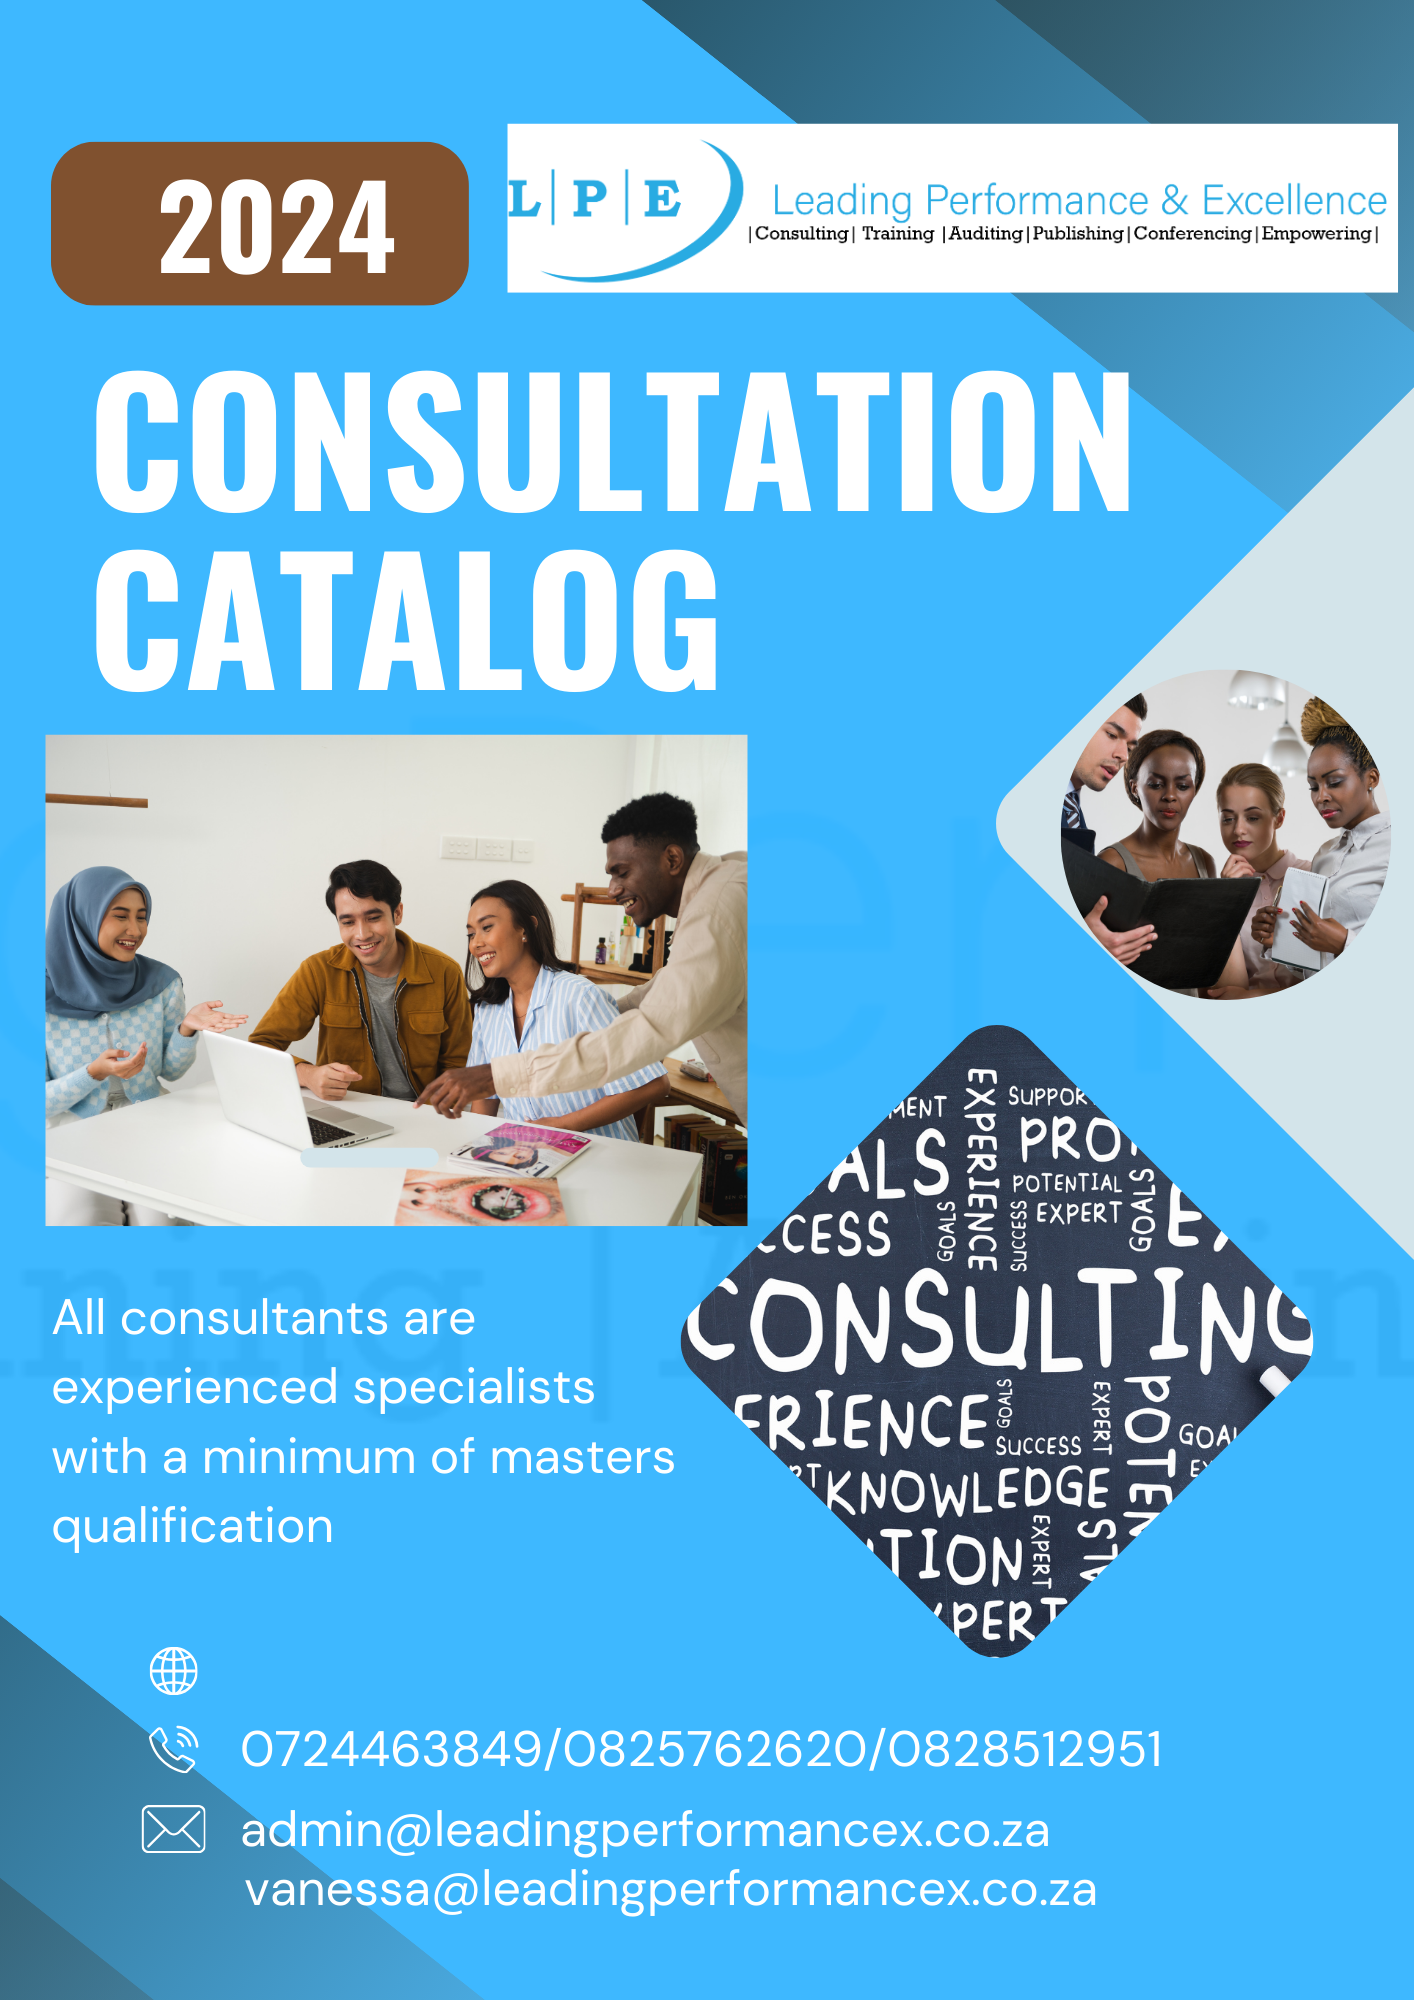 2024
L|P|E
Leading Performance & Excellence
|Consulting| Training |Auditing|Publishing|Conferencing|Empowering|
CONSULTATION
CATALOG
EXPERIENCE
GOALS
SUCCESS
POTENTIAL
EXPERT
GOALS
CONSULTING
GOALS
SUCCESS
EXPERT
KNOWLEDGE
EXPERT
All consultants are
experienced specialists
with a minimum of masters
qualification
0724463849/0825762620/0828512951
admin@leadingperformancex.co.za
vanessa@leadingperformancex.co.za